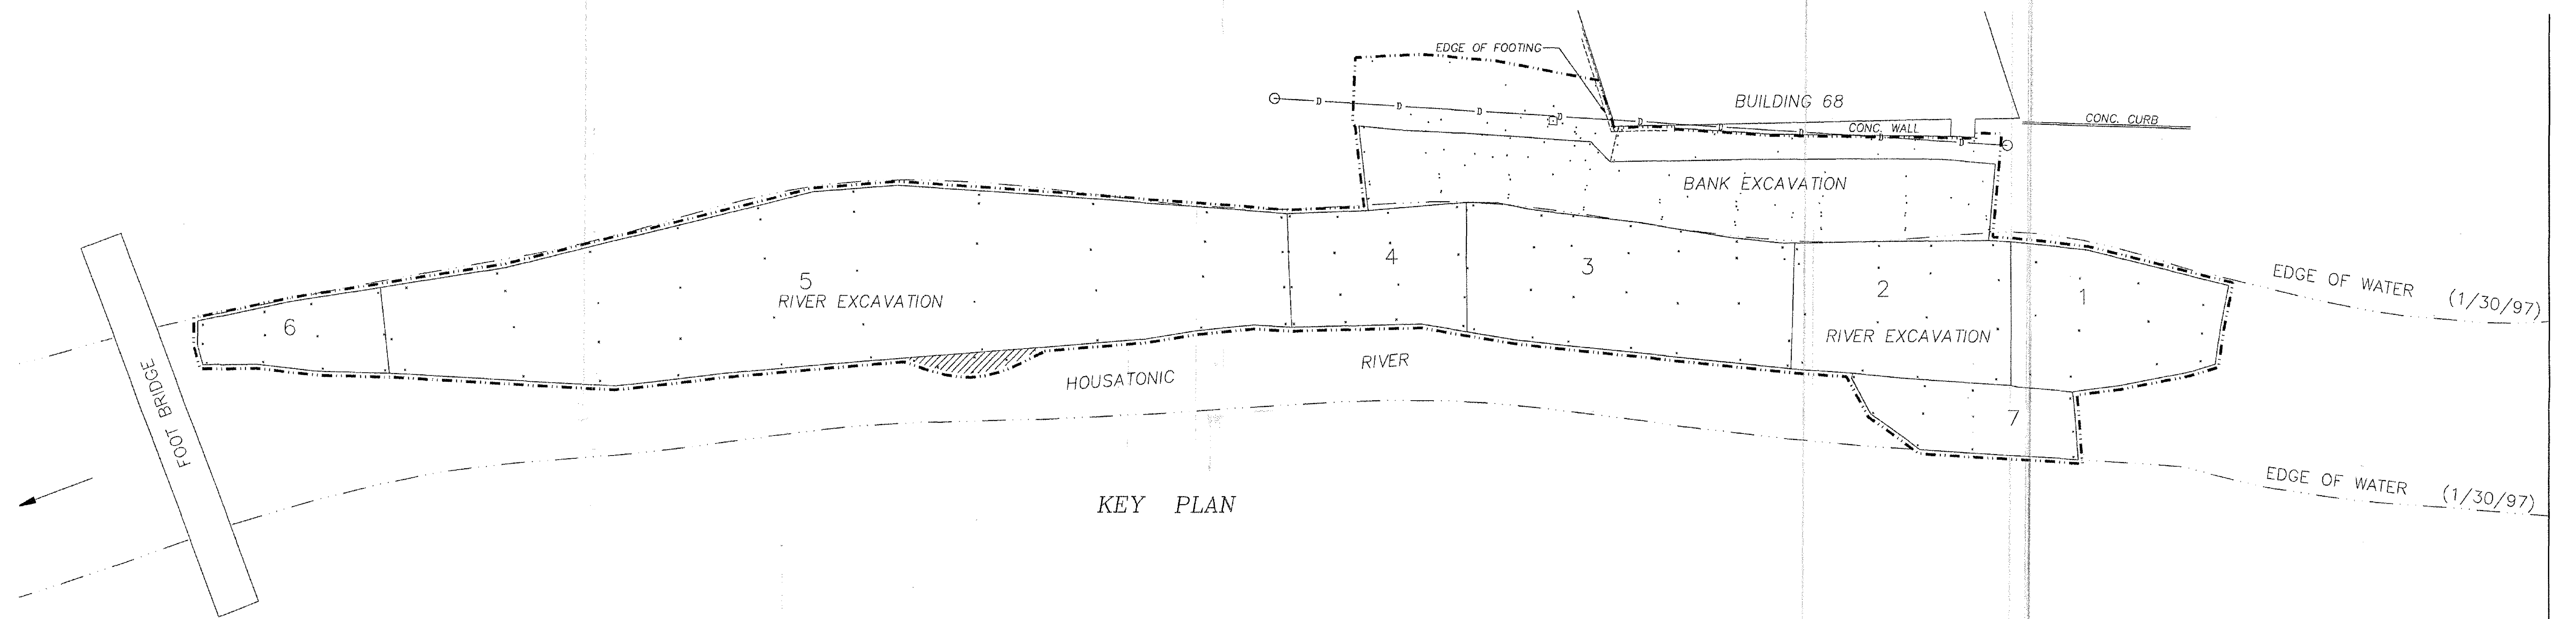 EDGE OF FOOTING
BUILDING 68
D D D D D D D D D
CONC. WALL
CONC. CURB
BANK EXCAVATION
6
5
RIVER EXCAVATION
4
3
2
RIVER EXCAVATION
1
7
EDGE OF WATER (1/30/97)
HOUSATONIC RIVER
FOOT BRIDGE
EDGE OF WATER (1/30/97)
KEY PLAN